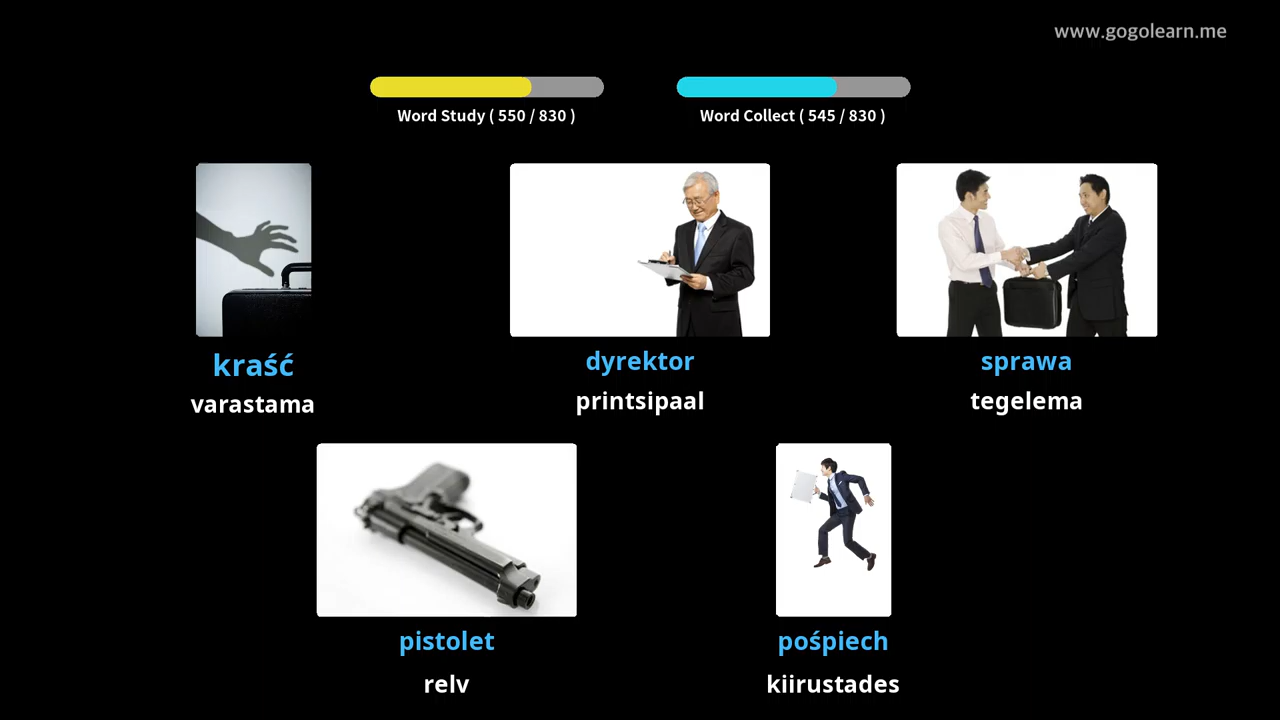 www.gogolearn.me
Word Study ( 550 / 830 )
Word Collect ( 545 / 830 )
kraść
varastama
dyrektor
printsipaal
sprawa
tegelema
pistolet
relv
pośpiech
kiirustades